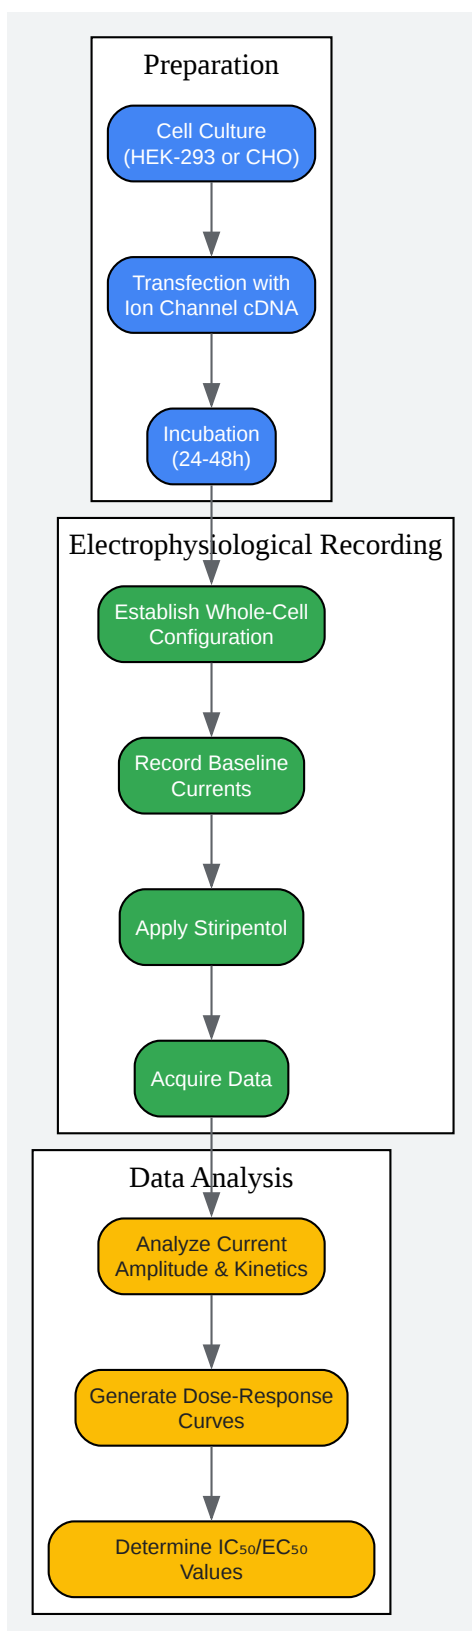 Preparation
Cell Culture
(HEK-293 or CHO)
Transfection with
Ion Channel cDNA
Incubation
(24-48h)
Electrophysiological Recording
Establish Whole-Cell
Configuration
Record Baseline
Currents
Apply Stiripentol
Acquire Data
Data Analysis
Analyze Current
Amplitude & Kinetics
Generate Dose-Response
Curves
Determine IC₅₀/EC₅₀
Values